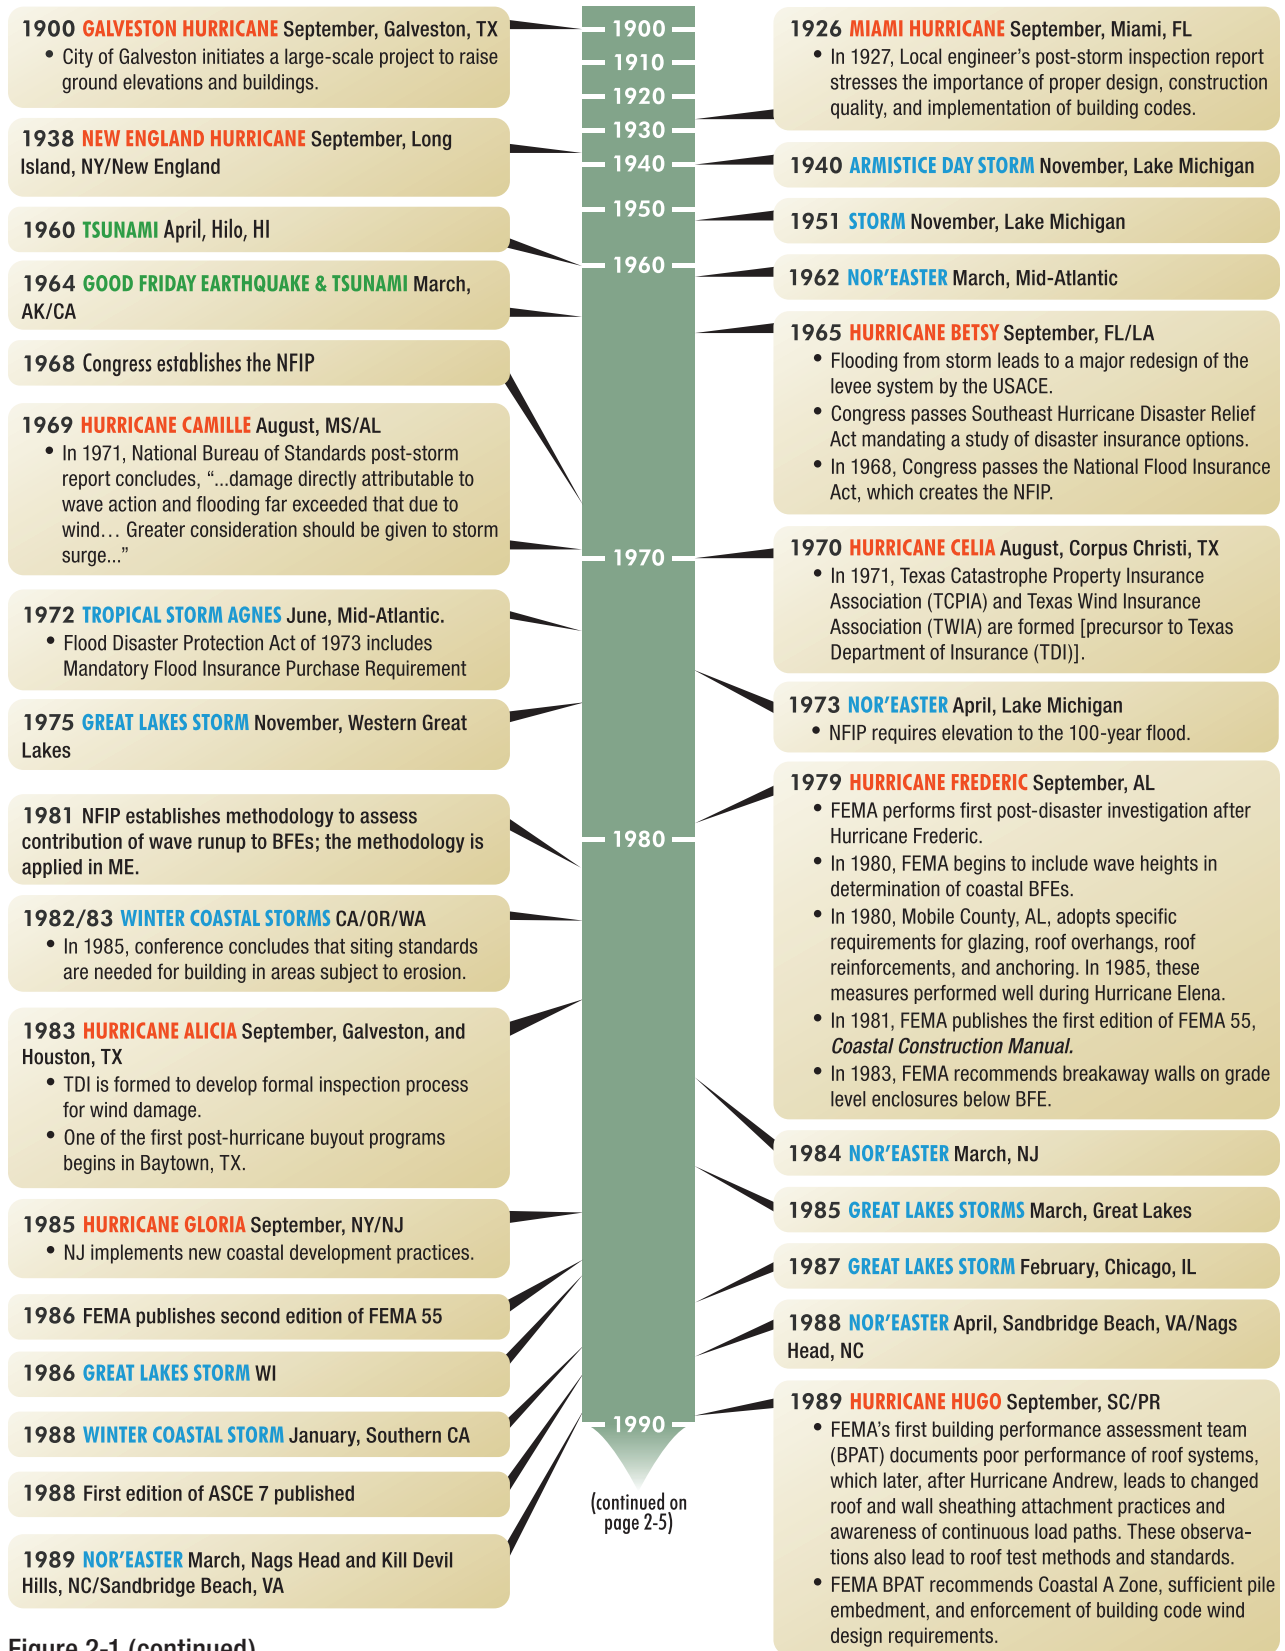 1900 GALVESTON HURRICANE September, Galveston, TX
• City of Galveston initiates a large-scale project to raise
ground elevations and buildings.
1938 NEW ENGLAND HURRICANE September, Long
Island, NY/New England
1960 TSUNAMI April, Hilo, HI
1964 GOOD FRIDAY EARTHQUAKE & TSUNAMI March,
AK/CA
1968 Congress establishes the NFIP
1969 HURRICANE CAMILLE August, MS/AL
• In 1971, National Bureau of Standards post-storm
report concludes, “...damage directly attributable to
wave action and flooding far exceeded that due to
wind… Greater consideration should be given to storm
surge...”
1972 TROPICAL STORM AGNES June, Mid-Atlantic.
• Flood Disaster Protection Act of 1973 includes
Mandatory Flood Insurance Purchase Requirement
1975 GREAT LAKES STORM November, Western Great
Lakes
1981 NFIP establishes methodology to assess
contribution of wave runup to BFEs; the methodology is
applied in ME.
1982/83 WINTER COASTAL STORMS CA/OR/WA
• In 1985, conference concludes that siting standards
are needed for building in areas subject to erosion.
1983 HURRICANE ALICIA September, Galveston, and
Houston, TX
• TDI is formed to develop formal inspection process
for wind damage.
• One of the first post-hurricane buyout programs
begins in Baytown, TX.
1985 HURRICANE GLORIA September, NY/NJ
• NJ implements new coastal development practices.
1986 FEMA publishes second edition of FEMA 55
1986 GREAT LAKES STORM WI
1988 WINTER COASTAL STORM January, Southern CA
1988 First edition of ASCE 7 published
1989 NOR’EASTER March, Nags Head and Kill Devil
Hills, NC/Sandbridge Beach, VA
1900
1910
1920
1930
1940
1950
1960
1970
1980
1990
(continued on
page 2-5)
1926 MIAMI HURRICANE September, Miami, FL
• In 1927, Local engineer’s post-storm inspection report
stresses the importance of proper design, construction
quality, and implementation of building codes.
1940 ARMISTICE DAY STORM November, Lake Michigan
1951 STORM November, Lake Michigan
1962 NOR’EASTER March, Mid-Atlantic
1965 HURRICANE BETSY September, FL/LA
• Flooding from storm leads to a major redesign of the
levee system by the USACE.
• Congress passes Southeast Hurricane Disaster Relief
Act mandating a study of disaster insurance options.
• In 1968, Congress passes the National Flood Insurance
Act, which creates the NFIP.
1970 HURRICANE CELIA August, Corpus Christi, TX
• In 1971, Texas Catastrophe Property Insurance
Association (TCPIA) and Texas Wind Insurance
Association (TWIA) are formed [precursor to Texas
Department of Insurance (TDI)].
1973 NOR’EASTER April, Lake Michigan
• NFIP requires elevation to the 100-year flood.
1979 HURRICANE FREDERIC September, AL
• FEMA performs first post-disaster investigation after
Hurricane Frederic.
• In 1980, FEMA begins to include wave heights in
determination of coastal BFEs.
• In 1980, Mobile County, AL, adopts specific
requirements for glazing, roof overhangs, roof
reinforcements, and anchoring. In 1985, these
measures performed well during Hurricane Elena.
• In 1981, FEMA publishes the first edition of FEMA 55,
Coastal Construction Manual.
• In 1983, FEMA recommends breakaway walls on grade
level enclosures below BFE.
1984 NOR’EASTER March, NJ
1985 GREAT LAKES STORMS March, Great Lakes
1987 GREAT LAKES STORM February, Chicago, IL
1988 NOR’EASTER April, Sandbridge Beach, VA/Nags
Head, NC
1989 HURRICANE HUGO September, SC/PR
• FEMA’s first building performance assessment team
(BPAT) documents poor performance of roof systems,
which later, after Hurricane Andrew, leads to changed
roof and wall sheathing attachment practices and
awareness of continuous load paths. These observa-
tions also lead to roof test methods and standards.
• FEMA BPAT recommends Coastal A Zone, sufficient pile
embedment, and enforcement of building code wind
design requirements.
Figure 2-1 (continued)